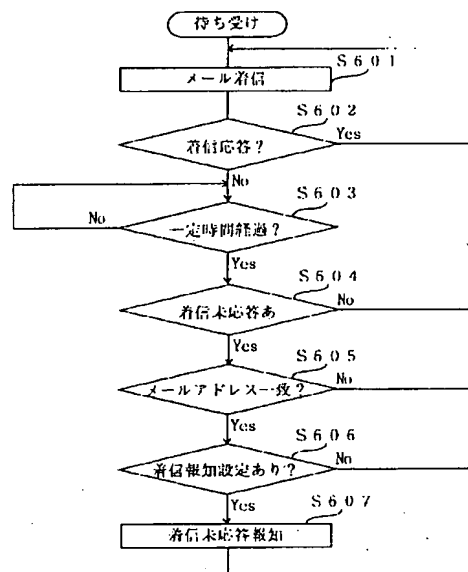 待ち受け
S601
メール着信
S602
着信応答?
Yes
No
S603
No
一定時間経過?
Yes
S604
着信未応答あ
No
Yes
S605
メールアドレス一致?
No
Yes
S606
着信報知設定あり?
No
Yes
S607
着信未応答報知